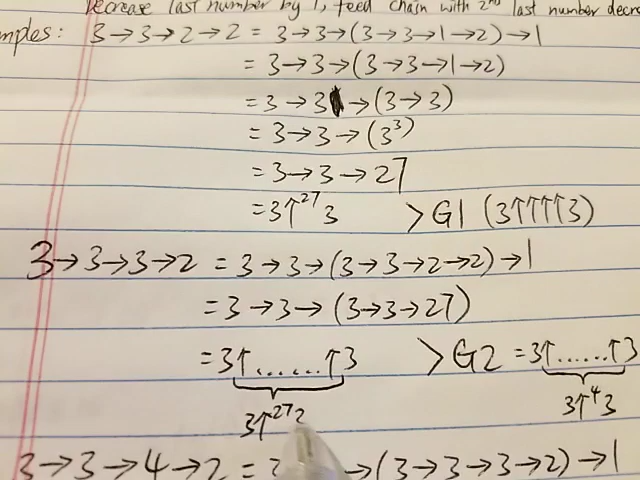 Decrease last number by 1, feed chain with 2nd last number decre
mples: 3→3→2→2 = 3→3→(3→3→1→2)→1
= 3→3→(3→3→1→2)
= 3→3→(3→3)
= 3→3→(3³)
= 3→3→27
= 3↑²⁷3 > G1 (3↑↑↑↑3)
3→3→3→2 = 3→3→(3→3→2→2)→1
= 3→3→(3→3→27)
= 3↑......↑3 > G2 = 3↑......↑3
3↑²⁷3 3↑⁴3
3→3→4→2 = 3 →(3→3→3→2)→1